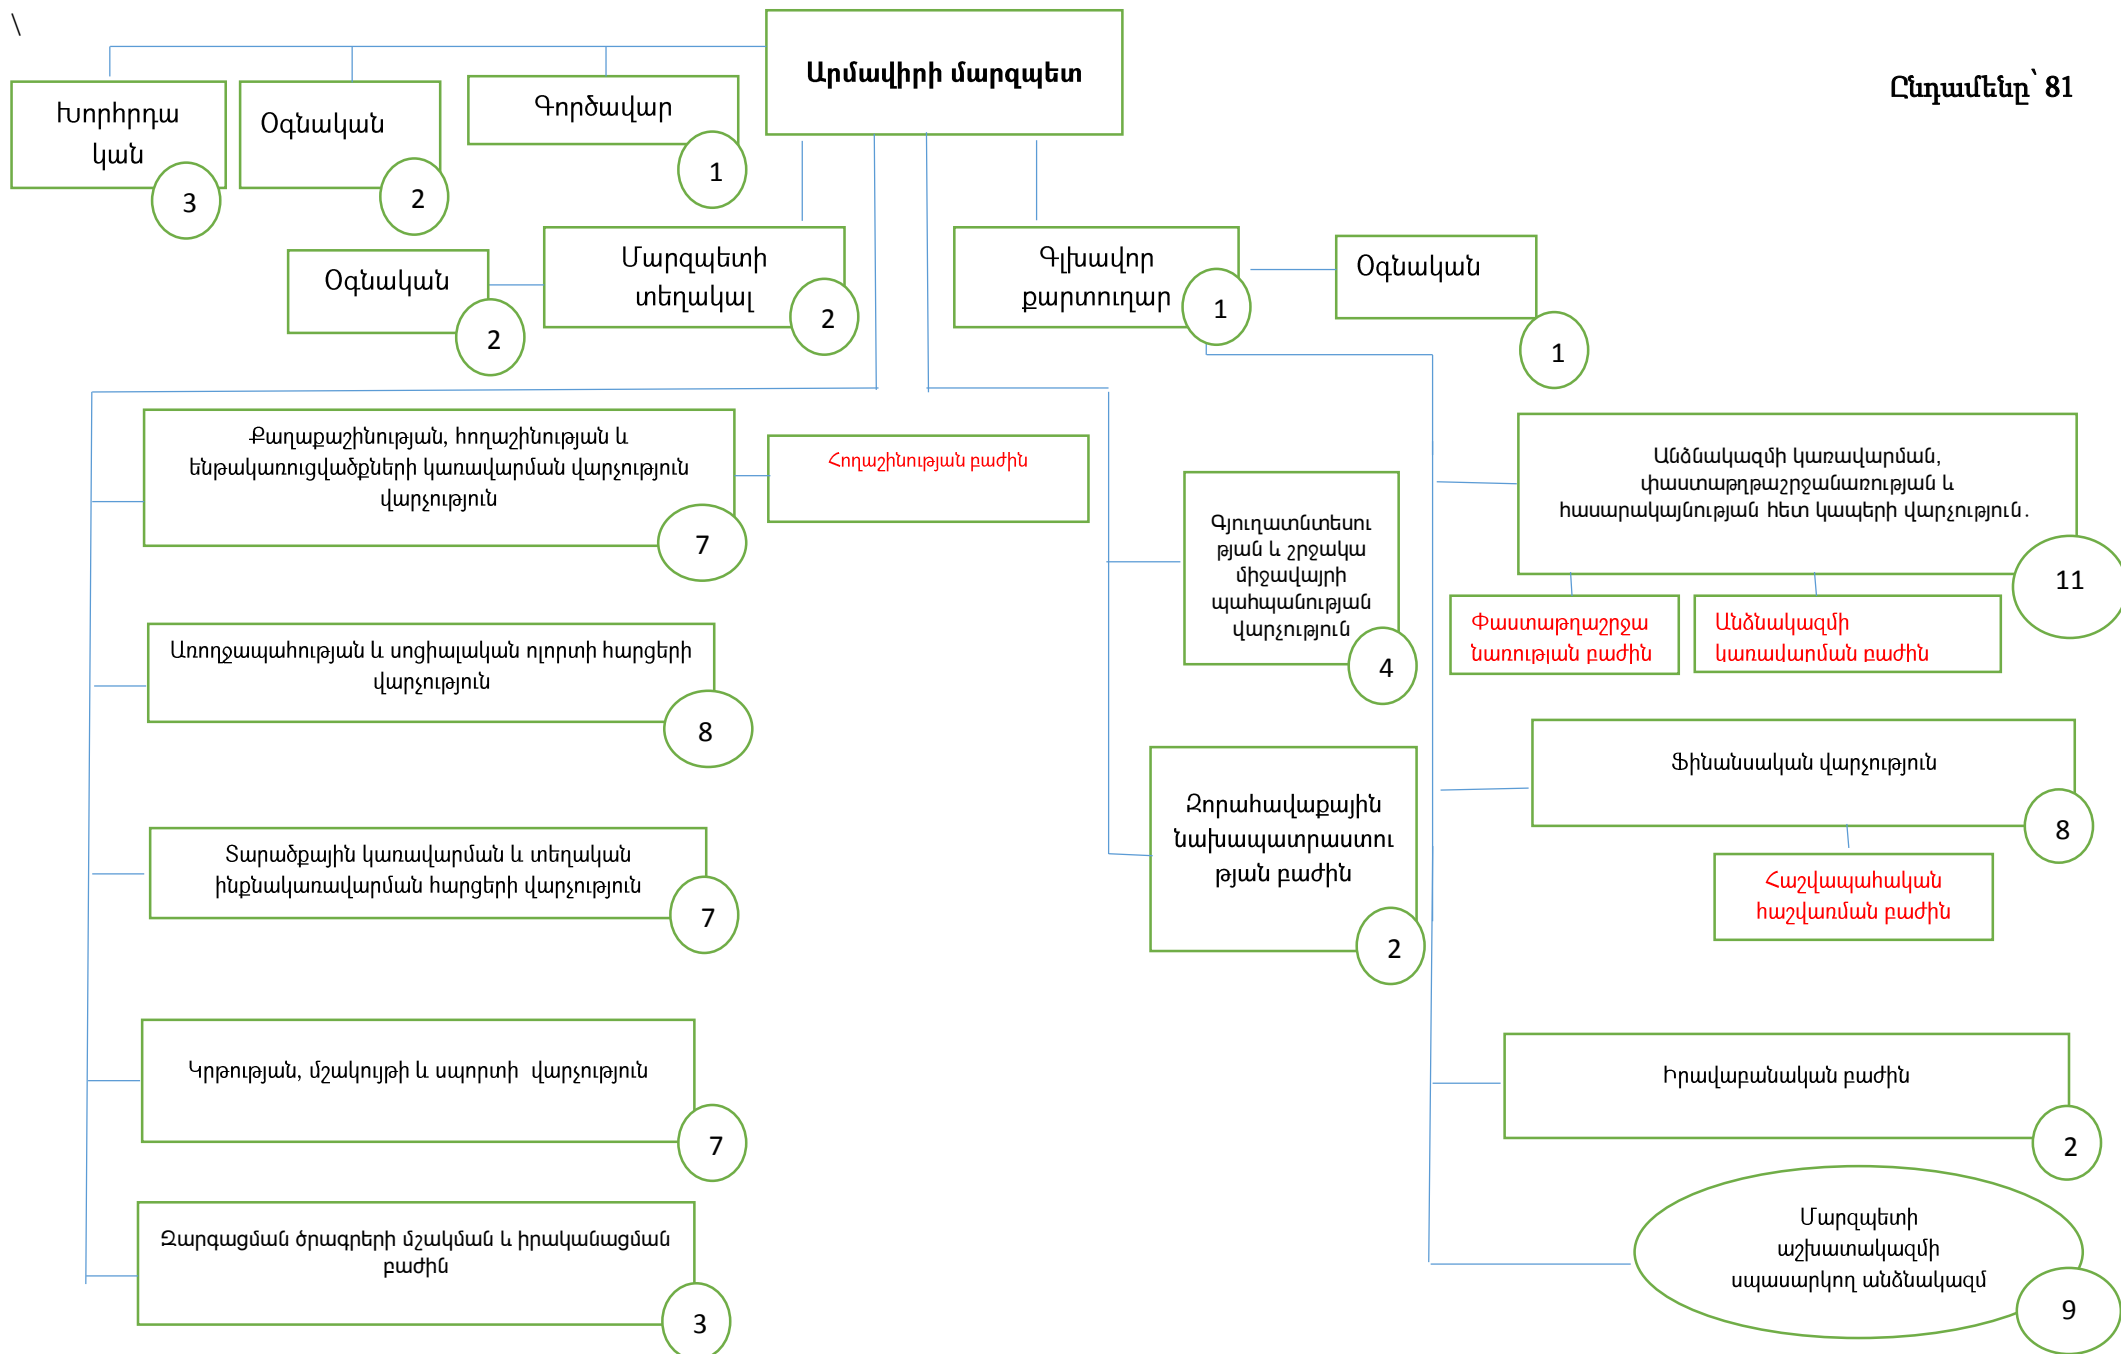 \
Արմավիրի մարզպետ
Ընդամենը՝ 81
Խորհրդա
կան
3
Օգնական
2
Գործավար
1
Օգնական
2
Մարզպետի
տեղակալ
2
Գլխավոր
քարտուղար
1
Օգնական
1
Քաղաքաշինության, հողաշինության և
ենթակառուցվածքների կառավարման վարչություն
վարչություն
7
Հողաշինության բաժին
Առողջապահության և սոցիալական ոլորտի հարցերի
վարչություն
8
Տարածքային կառավարման և տեղական
ինքնակառավարման հարցերի վարչություն
7
Կրթության, մշակույթի և սպորտի  վարչություն
7
Զարգացման ծրագրերի մշակման և իրականացման
բաժին
3
Գյուղատնտեսու
թյան և շրջակա
միջավայրի
պահպանության
վարչություն
4
Զորահավաքային
նախապատրաստու
թյան բաժին
2
Անձնակազմի կառավարման,
փաստաթղթաշրջանառության և
հասարակայնության հետ կապերի վարչություն.
11
Փաստաթղաշրջա
նառության բաժին
Անձնակազմի
կառավարման բաժին
Ֆինանսական վարչություն
8
Հաշվապահական
հաշվառման բաժին
Իրավաբանական բաժին
2
Մարզպետի
աշխատակազմի
սպասարկող անձնակազմ
9